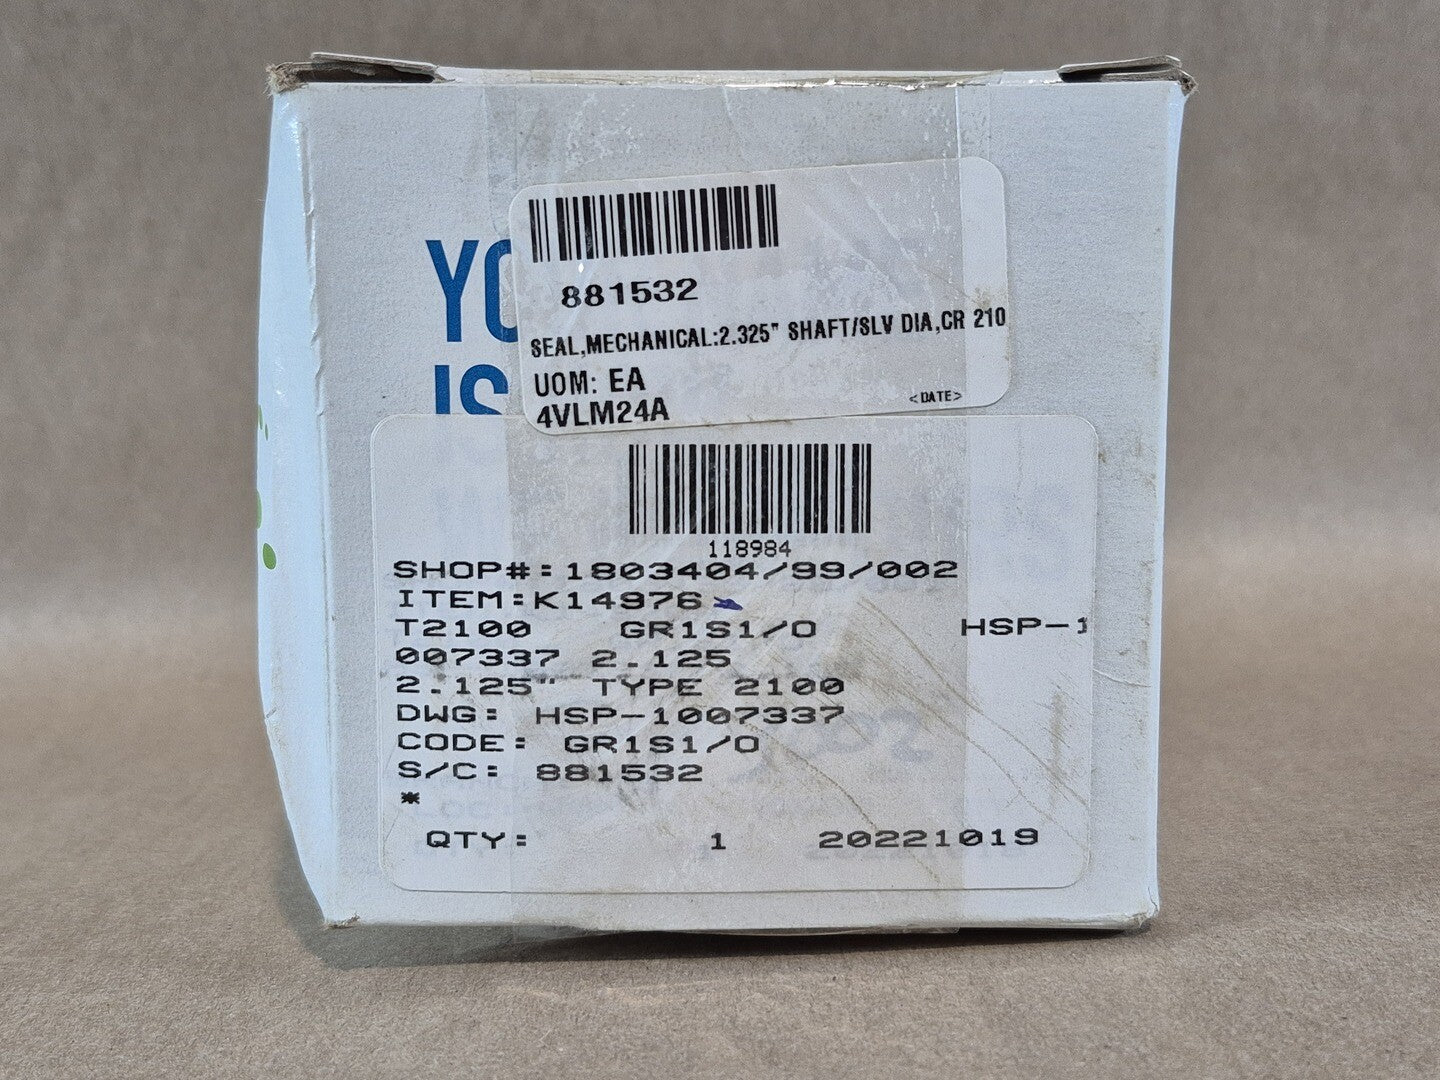 881532
SEAL,MECHANICAL:2.325" SHAFT/SLV DIA,CR 210
UOM: EA
4VLM24A <DATE>
118984
SHOP#:1803404/99/002
ITEM:K14976
T2100 GR1S1/O HSP-1
007337 2.125
2.125" TYPE 2100
DWG: HSP-1007337
CODE: GR1S1/O
S/C: 881532
*
QTY: 1 20221019